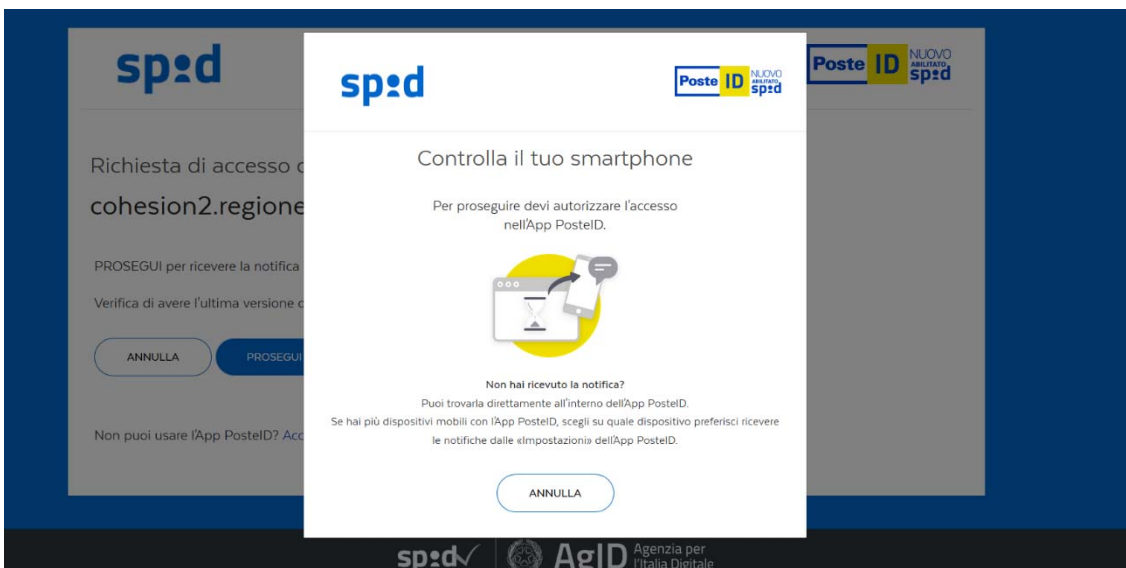 spid
Poste ID NUOVO
ABILITATO
spid
Richiesta di accesso
cohesion2.regione
PROSEGUI per ricevere la notifica
Verifica di avere l'ultima versione
ANNULLA
PROSEGUI
Non puoi usare l'App PosteID?
spid
Poste ID NUOVO
ABILITATO
spid
Controlla il tuo smartphone
Per proseguire devi autorizzare l'accesso
nell'App PosteID.
Non hai ricevuto la notifica?
Puoi trovarla direttamente all'interno dell'App PosteID.
Se hai più dispositivi mobili con l'App PosteID, scegli su quale dispositivo preferisci ricevere
le notifiche dalle «Impostazioni» dell'App PosteID.
ANNULLA
spid
AgID Agenzia per
l'Italia Digitale